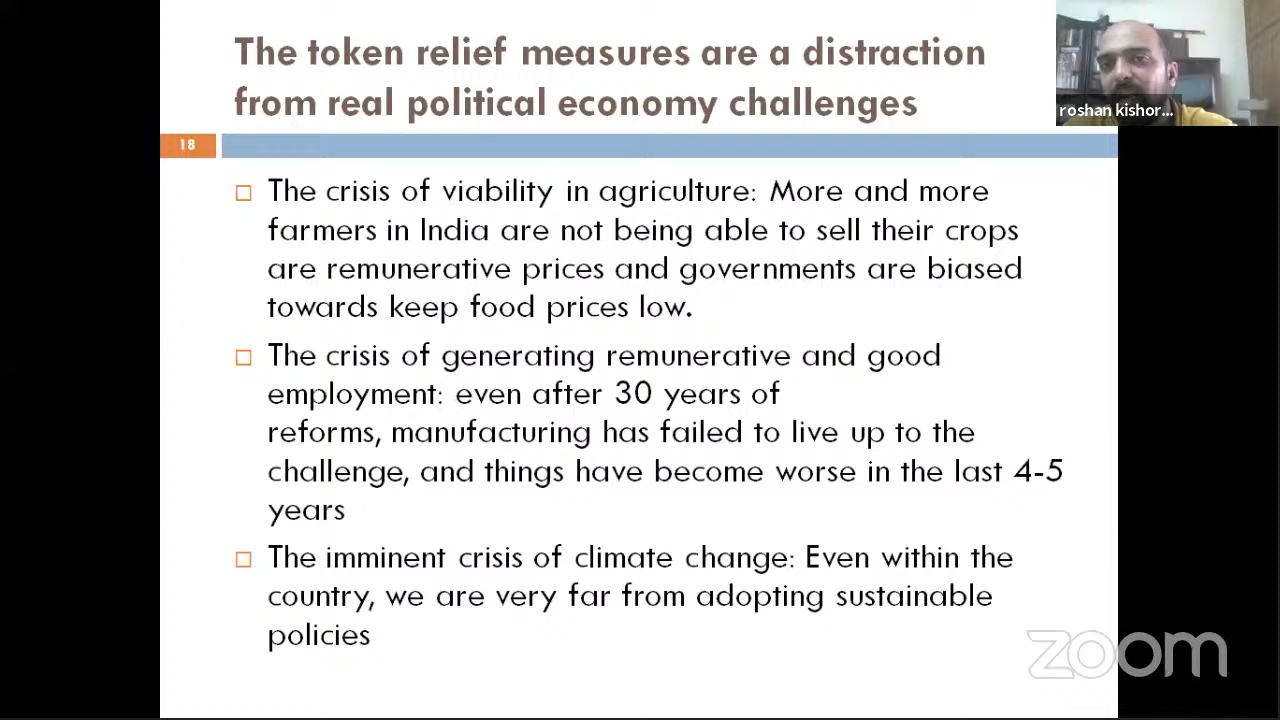 The token relief measures are a distraction
from real political economy challenges
roshan kishor...
18
The crisis of viability in agriculture: More and more
farmers in India are not being able to sell their crops
are remunerative prices and governments are biased
towards keep food prices low.
The crisis of generating remunerative and good
employment: even after 30 years of
reforms, manufacturing has failed to live up to the
challenge, and things have become worse in the last 4-5
years
The imminent crisis of climate change: Even within the
country, we are very far from adopting sustainable
policies
zoom